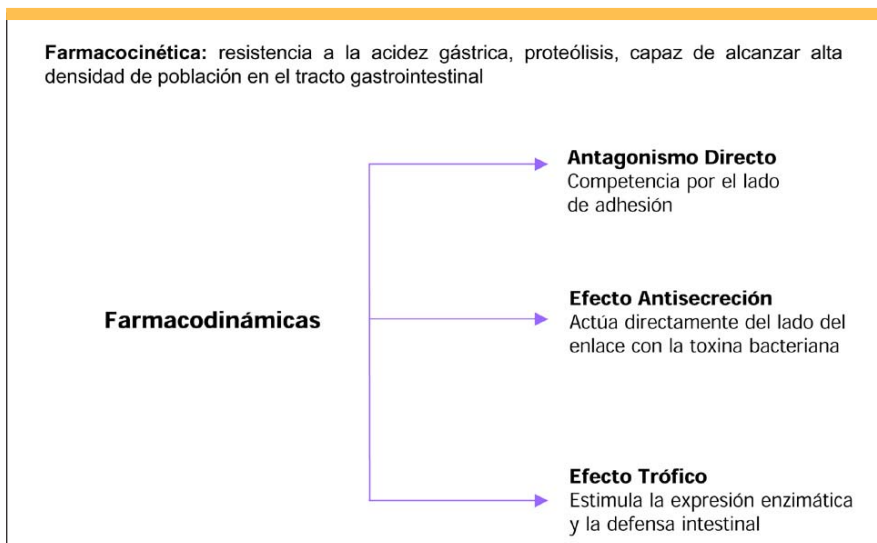 Farmacocinética: resistencia a la acidez gástrica, proteólisis, capaz de alcanzar alta
densidad de población en el tracto gastrointestinal
Antagonismo Directo
Competencia por el lado
de adhesión
Farmacodinámicas
Efecto Antisecreción
Actúa directamente del lado del
enlace con la toxina bacteriana
Efecto Trófico
Estimula la expresión enzimática
y la defensa intestinal